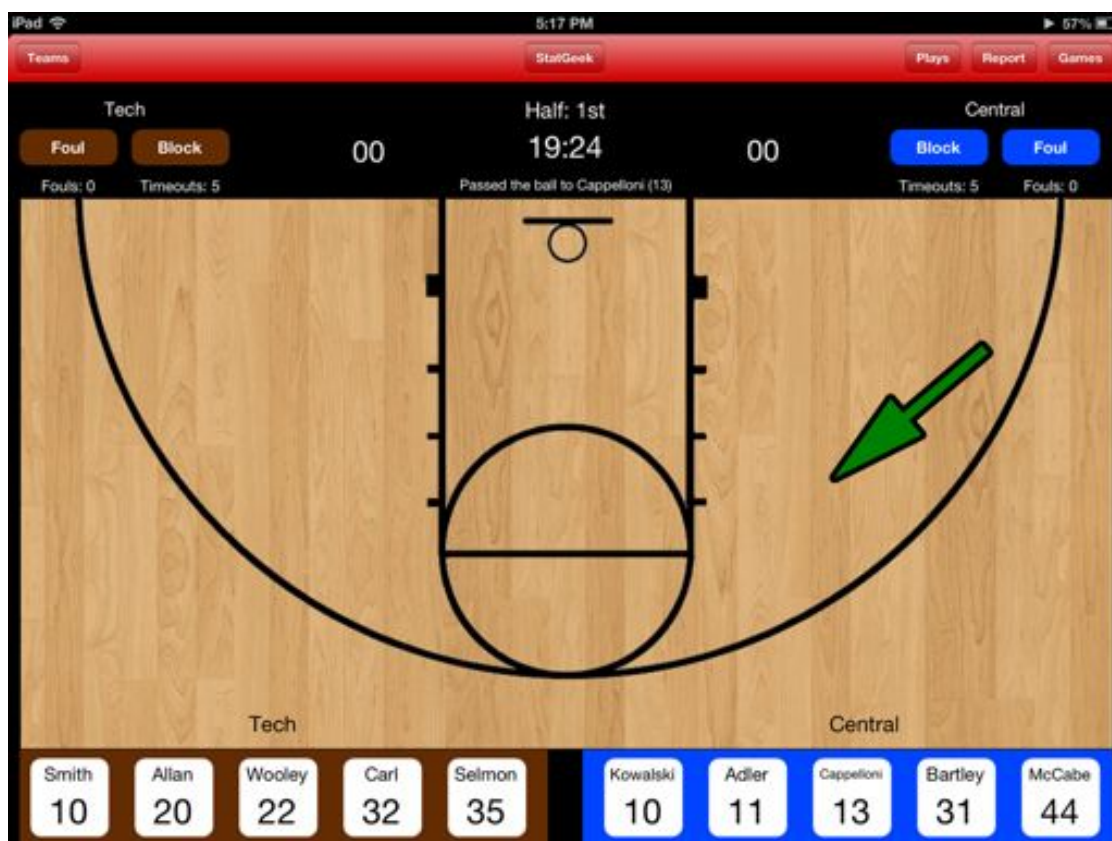 iPad 5:17 PM 57%
Teams StatGeek Plays Report Games
Tech Half: 1st Central
Foul Block 00 19:24 00 Block Foul
Fouls: 0 Timeouts: 5 Passed the ball to Cappelloni (13) Timeouts: 5 Fouls: 0
Tech Central
Smith Allan Wooley Carl Selmon Kowalski Adler Cappelloni Bartley McCabe
10 20 22 32 35 10 11 13 31 44